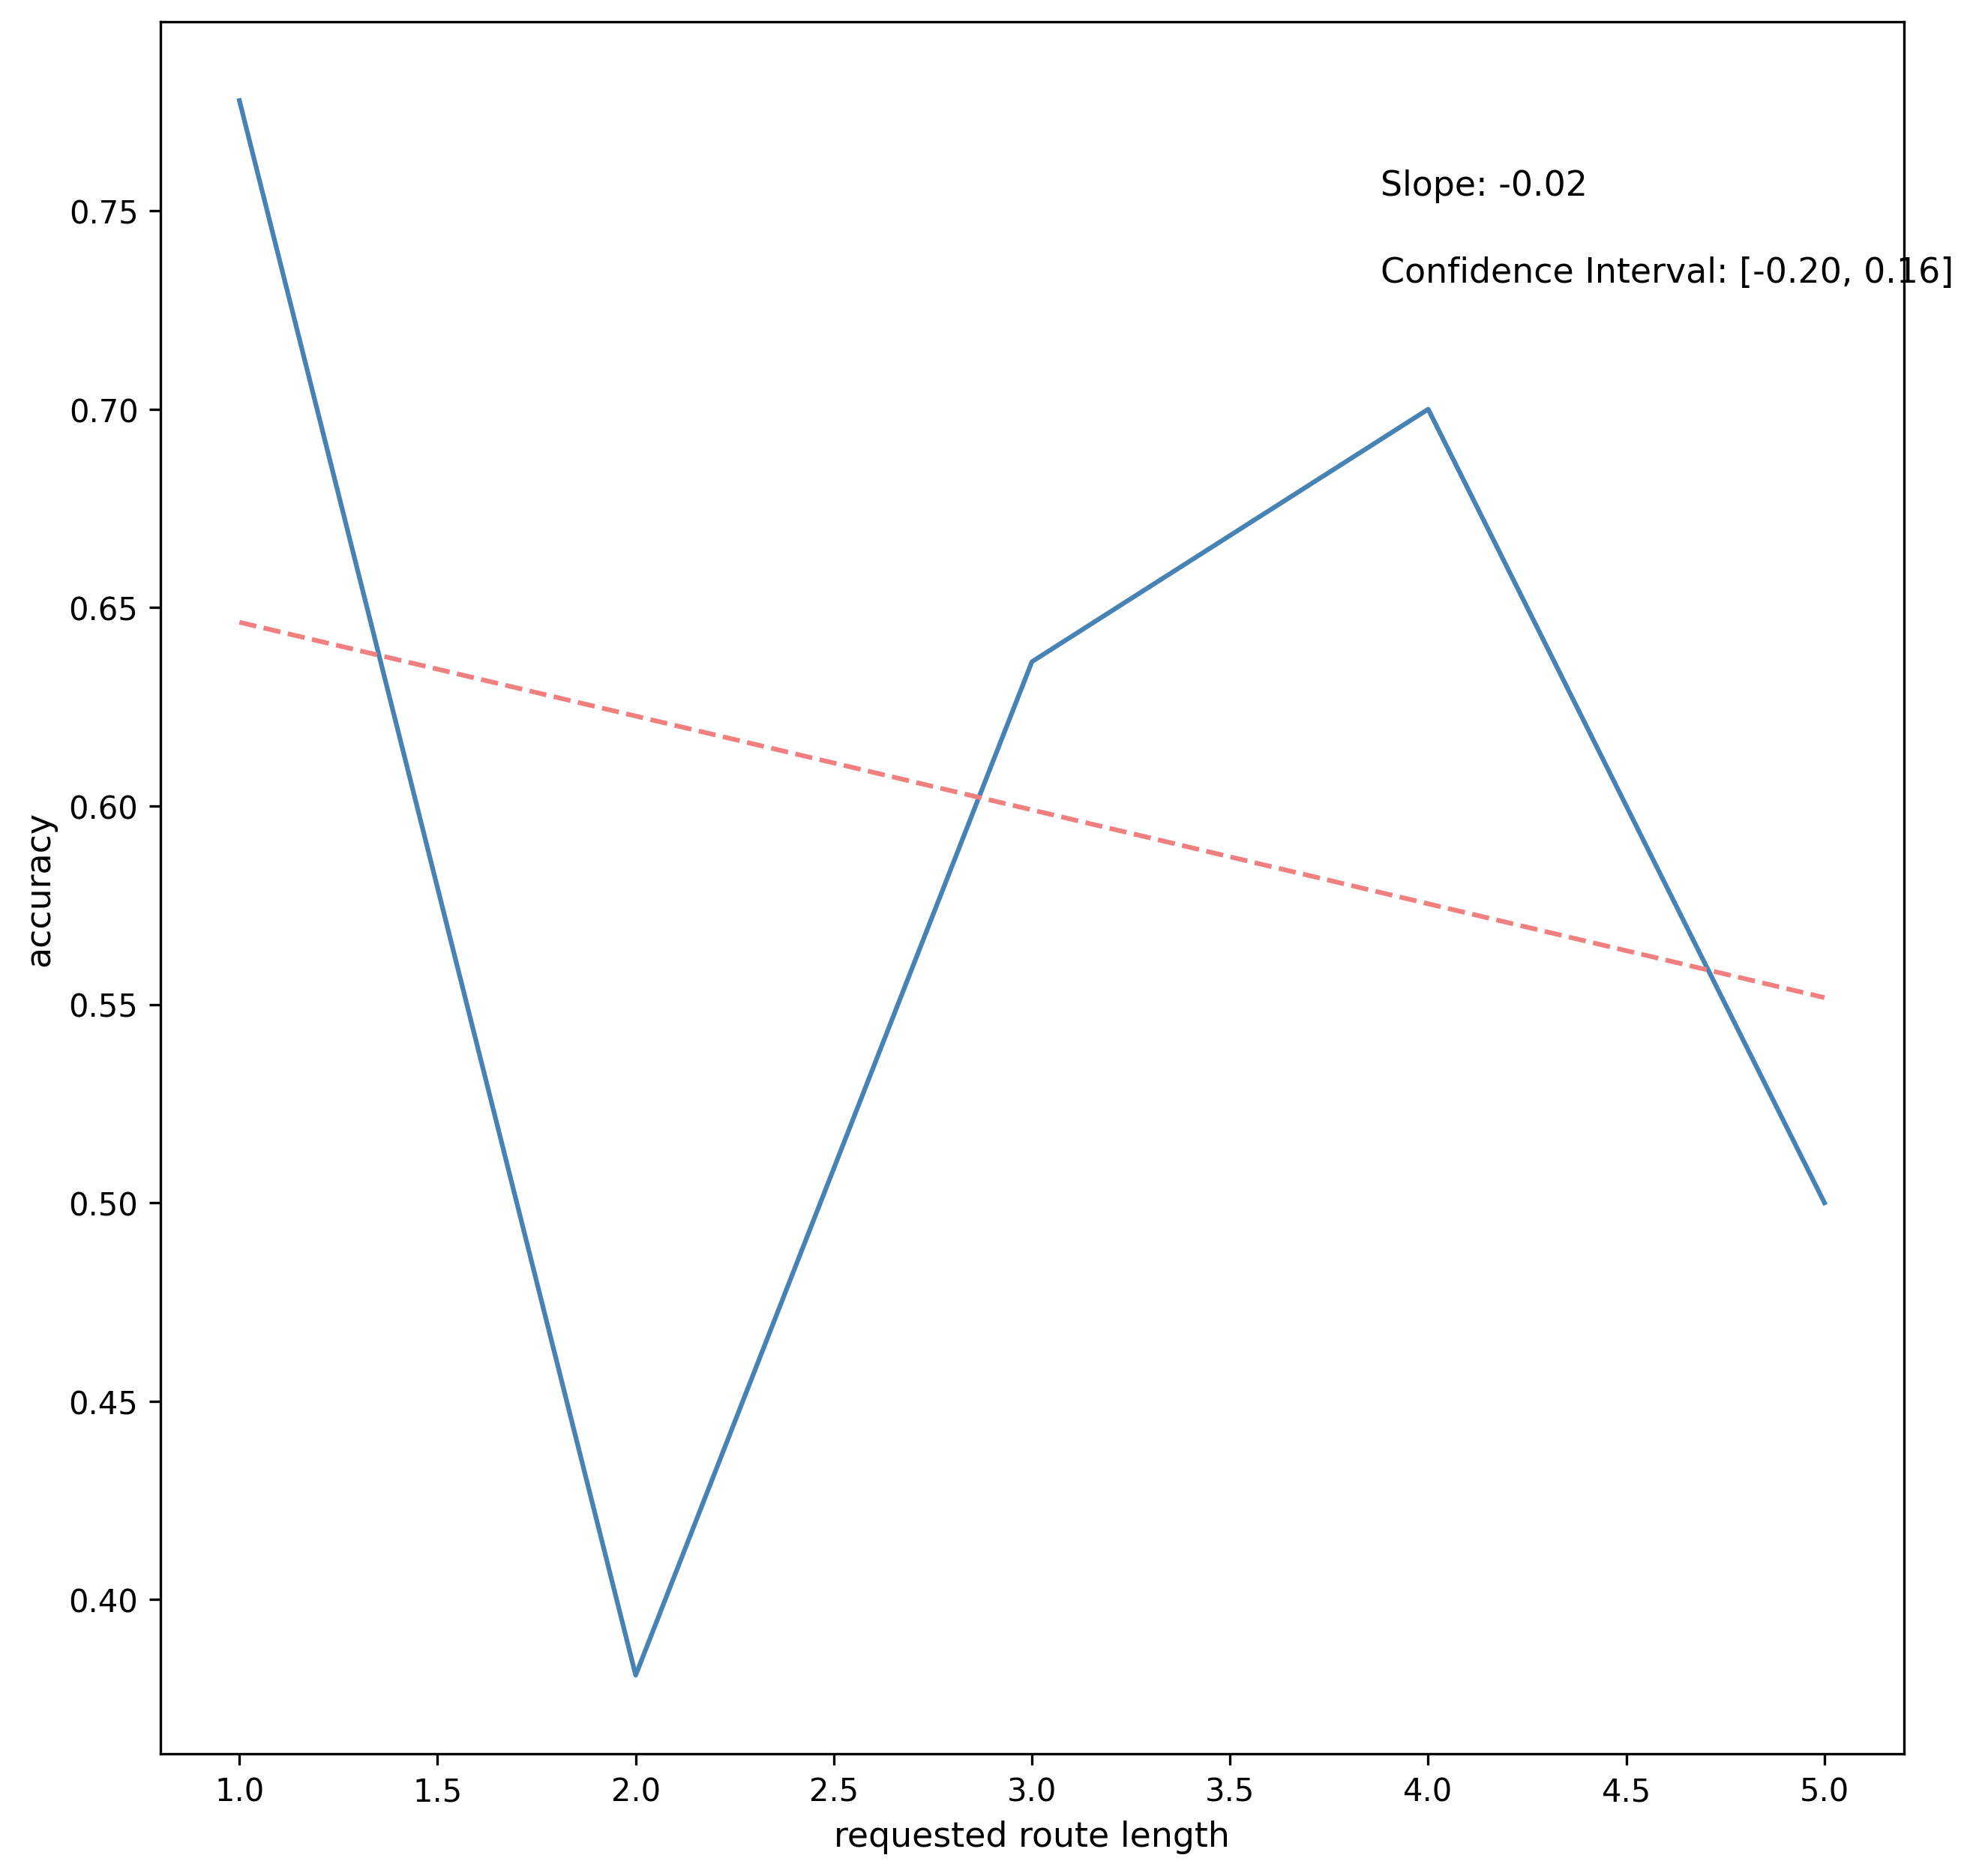 Slope: -0.02
Confidence Interval: [-0.20, 0.16]
0.75
0.70
0.65
0.60
0.55
0.50
0.45
0.40
accuracy
1.0 1.5 2.0 2.5 3.0 3.5 4.0 4.5 5.0
requested route length